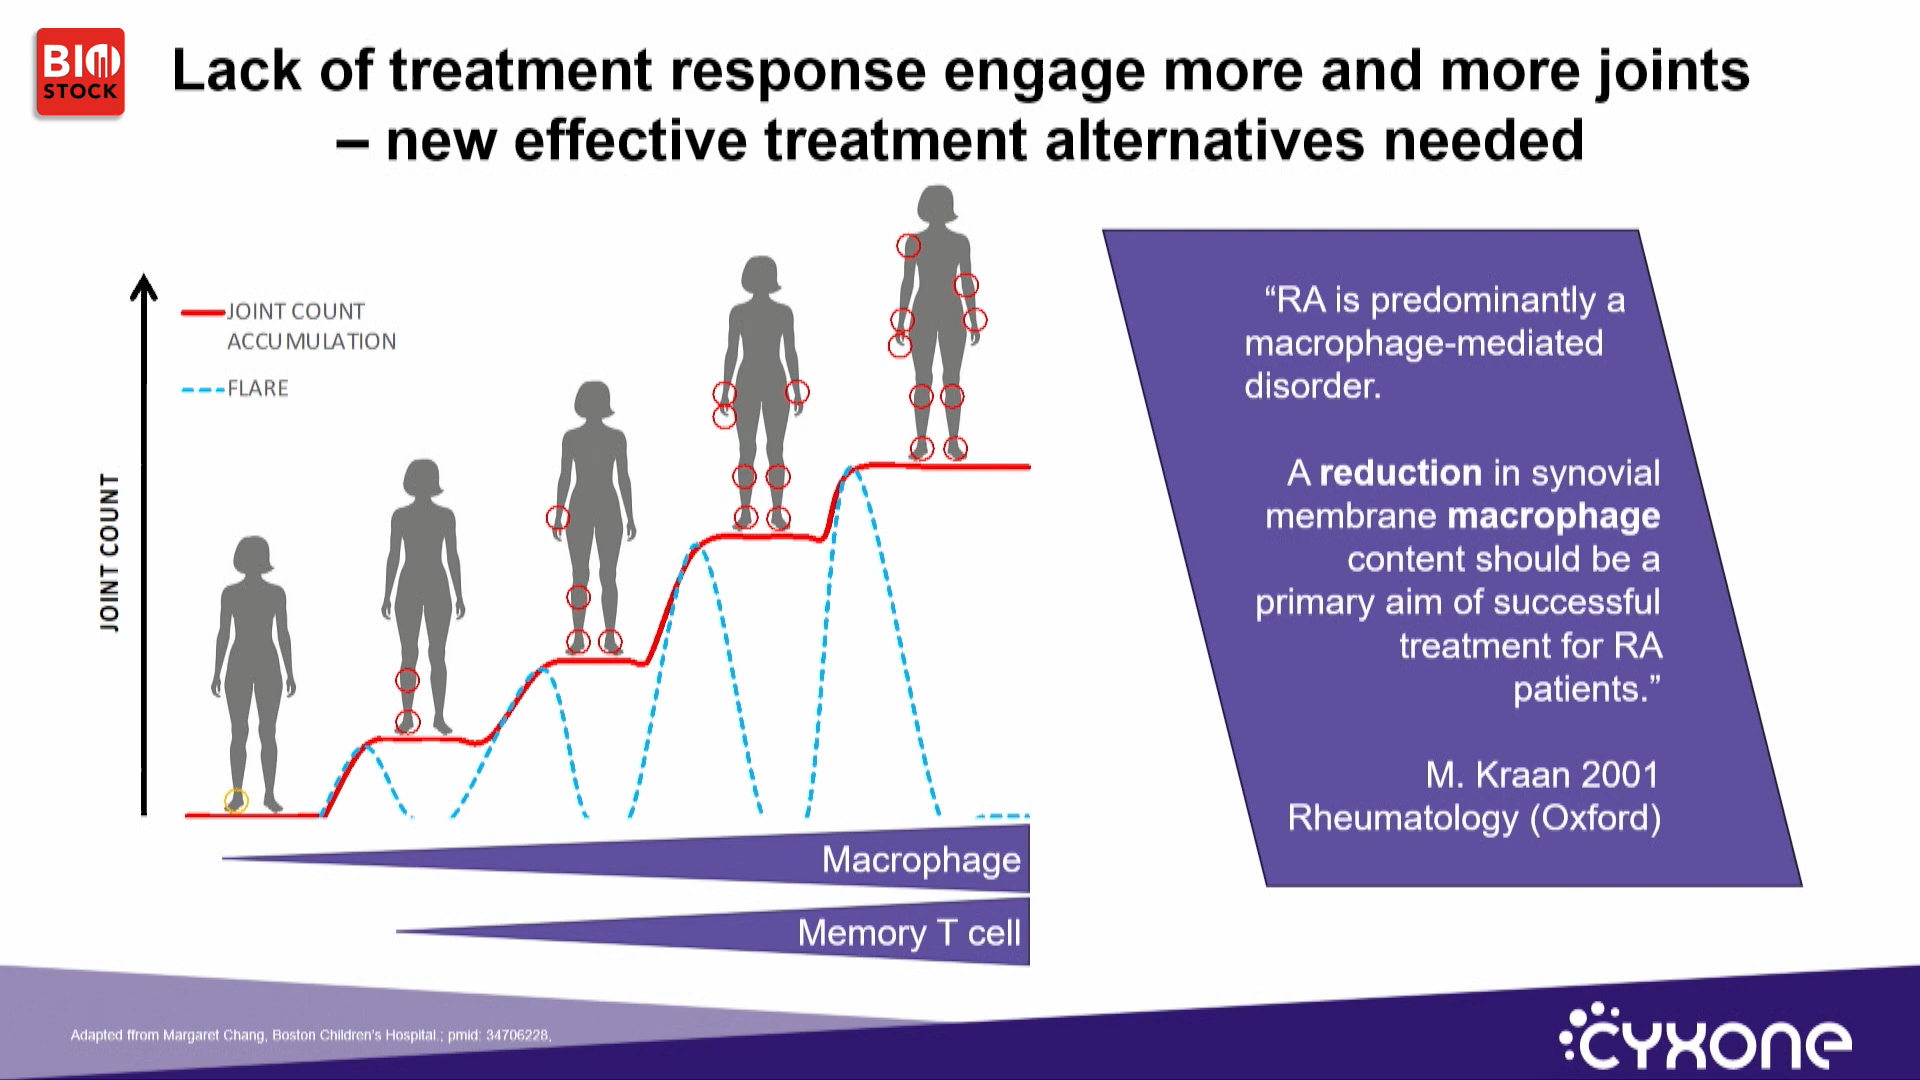 BIO
STOCK
Lack of treatment response engage more and more joints
– new effective treatment alternatives needed
JOINT COUNT
ACCUMULATION
FLARE
JOINT COUNT
Macrophage
Memory T cell
“RA is predominantly a
macrophage-mediated
disorder.
A reduction in synovial
membrane macrophage
content should be a
primary aim of successful
treatment for RA
patients.”
M. Kraan 2001
Rheumatology (Oxford)
Adapted ffrom Margaret Chang, Boston Children's Hospital.; pmid: 34706228,
cyxone